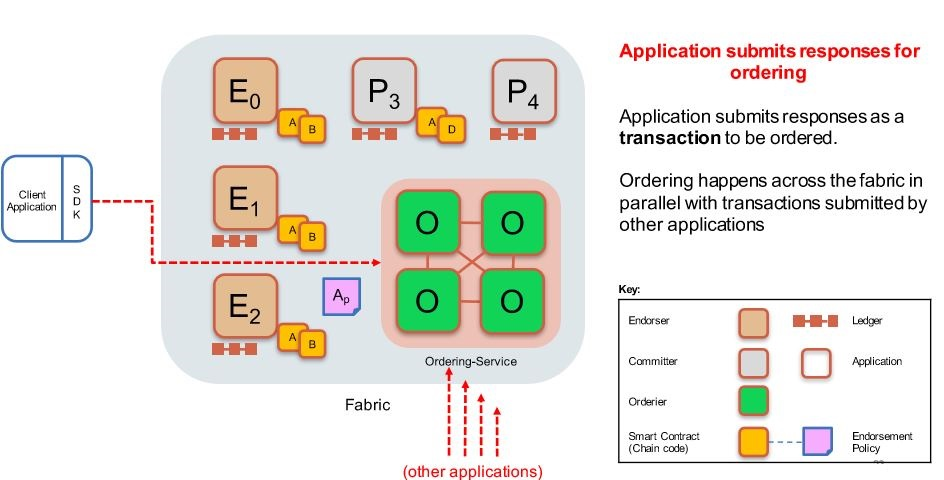 Application submits responses for
ordering
Application submits responses as a
transaction to be ordered.
Ordering happens across the fabric in
parallel with transactions submitted by
other applications
Client
Application
S
D
K
E0
A
B
P3
A
D
P4
E1
A
B
E2
A
B
Ap
O
O
O
O
Ordering-Service
Fabric
(other applications)
Key:
Endorser
Ledger
Committer
Application
Orderier
Smart Contract
(Chain code)
Endorsement
Policy